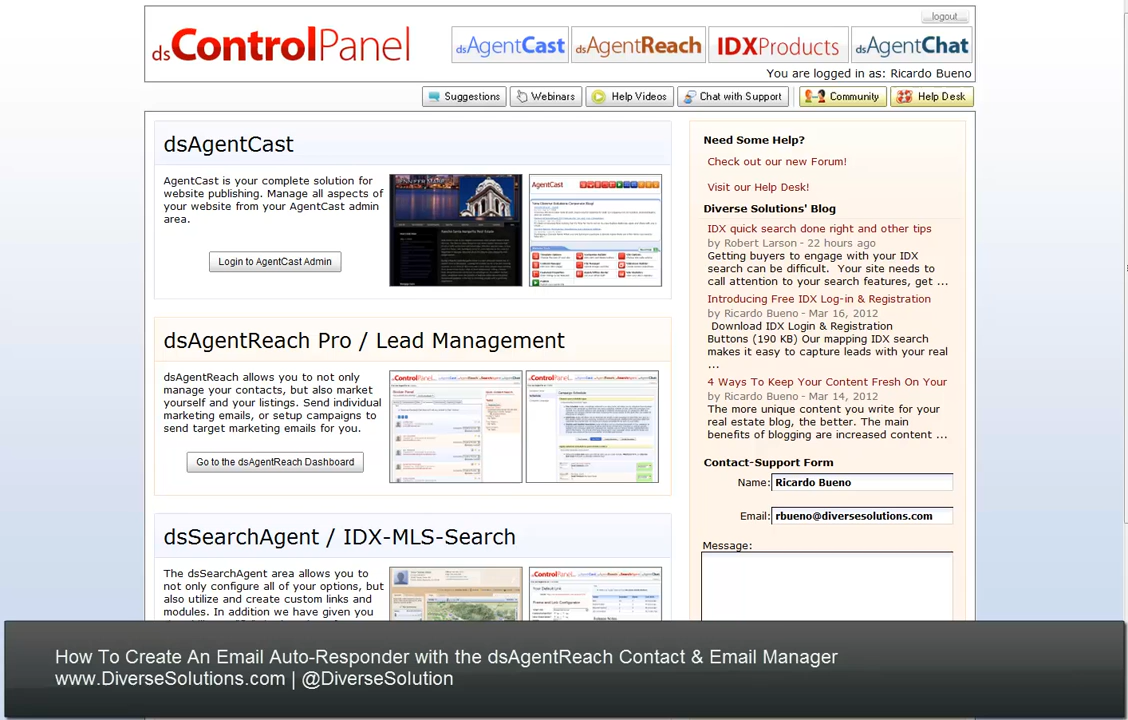 logout
dsControlPanel
dsAgentCast
dsAgentReach
IDXProducts
dsAgentChat
You are logged in as: Ricardo Bueno
Suggestions
Webinars
Help Videos
Chat with Support
Community
Help Desk
dsAgentCast
AgentCast is your complete solution for
website publishing. Manage all aspects of
your website from your AgentCast admin
area.
Login to AgentCast Admin
AgentCast
dsAgentReach Pro / Lead Management
dsAgentReach allows you to not only
manage your contacts, but also market
yourself and your listings. Send individual
marketing emails, or setup campaigns to
send target marketing emails for you.
Go to the dsAgentReach Dashboard
ControlPanel
ControlPanel
dsSearchAgent / IDX-MLS-Search
The dsSearchAgent area allows you to
not only configure all of your options, but
also utilize and create custom links and
modules. In addition we have given you
ControlPanel
Need Some Help?
Check out our new Forum!
Visit our Help Desk!
Diverse Solutions' Blog
IDX quick search done right and other tips
by Robert Larson - 22 hours ago
Getting buyers to engage with your IDX
search can be difficult. Your site needs to
call attention to your search features, get ...
Introducing Free IDX Log-in & Registration
by Ricardo Bueno - Mar 16, 2012
Download IDX Login & Registration
Buttons (190 KB) Our mapping IDX search
makes it easy to capture leads with your real
...
4 Ways To Keep Your Content Fresh On Your
by Ricardo Bueno - Mar 14, 2012
The more unique content you write for your
real estate blog, the better. The main
benefits of blogging are increased content ...
Contact-Support Form
Name: Ricardo Bueno
Email: rbueno@diversesolutions.com
Message:
How To Create An Email Auto-Responder with the dsAgentReach Contact & Email Manager
www.DiverseSolutions.com | @DiverseSolution